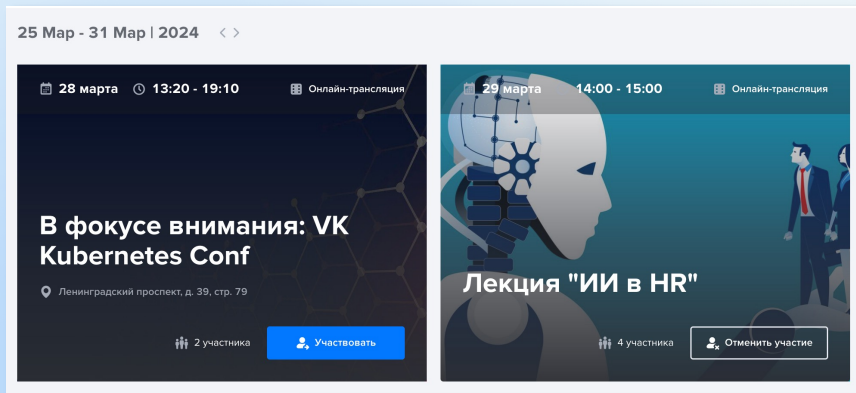 25 Мар - 31 Мар | 2024 < >
28 марта 13:20 - 19:10 Онлайн-трансляция
В фокусе внимания: VK
Kubernetes Conf
Ленинградский проспект, д. 39, стр. 79
2 участника Участвовать
29 марта 14:00 - 15:00 Онлайн-трансляция
Лекция "ИИ в HR"
4 участника Отменить участие